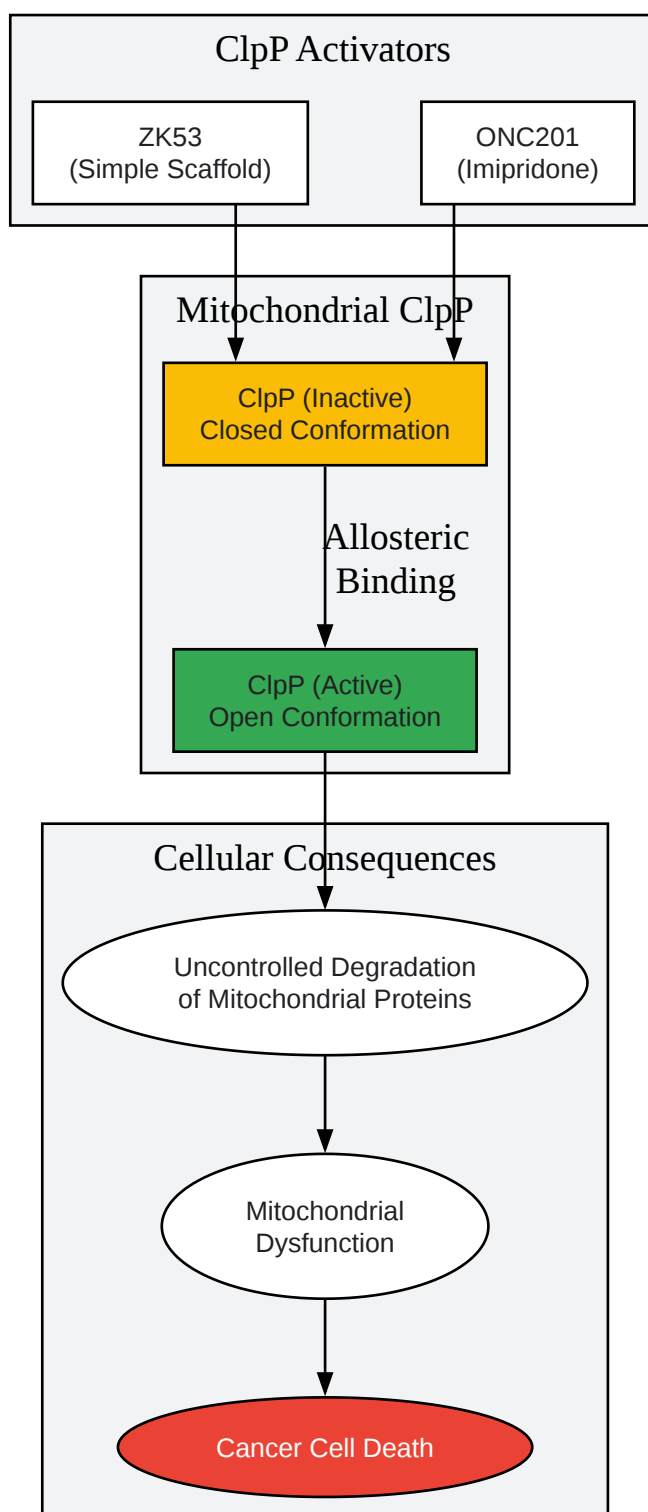 ClpP Activators
ZK53
(Simple Scaffold)
ONC201
(Imipridone)
Mitochondrial ClpP
ClpP (Inactive)
Closed Conformation
Allosteric
Binding
ClpP (Active)
Open Conformation
Cellular Consequences
Uncontrolled Degradation
of Mitochondrial Proteins
Mitochondrial
Dysfunction
Cancer Cell Death